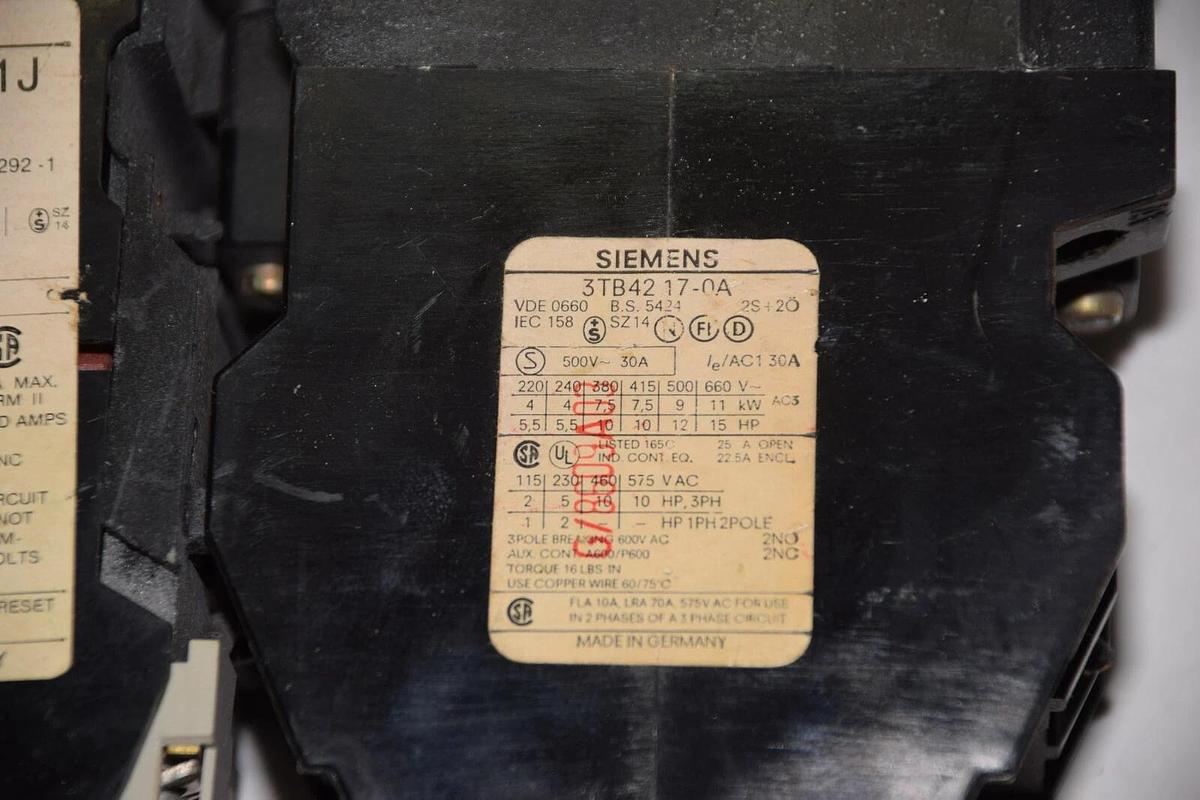 1J
292 -1
SZ
14
MAX.
RM II
D AMPS
NC
RCUIT
NOT
M-
OLTS
RESET
Y
SIEMENS
3TB42 17-0A
VDE 0660 B.S. 5424 2S+2Ö
IEC 158 SZ14 N FI D
S 500V~ 30A Ie/AC1 30A
220 240 380 415 500 660 V~
4 4 7,5 7,5 9 11 kW AC3
5,5 5,5 10 10 12 15 HP
SA UL LISTED 165C 25 A OPEN
IND. CONT. EQ. 22.5A ENCL.
115 230 460 575 VAC
2 5 10 10 HP, 3PH
1 2 - - HP 1PH 2POLE
3POLE BREAKING 600V AC 2NO
AUX. CONT. A600/P600 2NC
TORQUE 16 LBS-IN
USE COPPER WIRE 60/75°C
SA FLA 10A, LRA 70A, 575V AC FOR USE
IN 2 PHASES OF A 3 PHASE CIRCUIT
MADE IN GERMANY